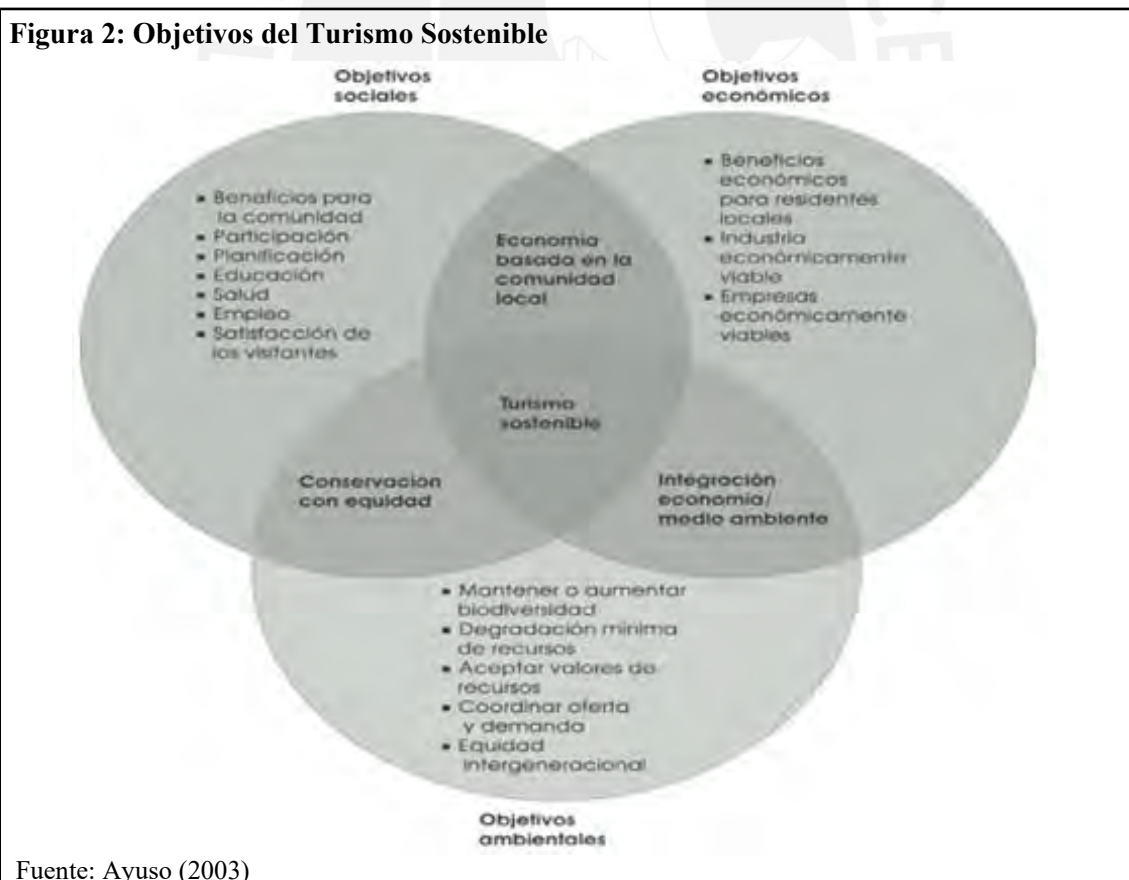 Figura 2: Objetivos del Turismo Sostenible
Objetivos
sociales
Objetivos
económicos
▪ Beneficios para
la comunidad
▪ Participación
▪ Planificación
▪ Educación
▪ Salud
▪ Empleo
▪ Satisfacción de
los visitantes
Economía
basada en la
comunidad
local
▪ Beneficios
económicos
para residentes
locales
▪ Industria
económicamente
viable
▪ Empresas
económicamente
viables
Turismo
sostenible
Conservación
con equidad
Integración
economía/
medio ambiente
▪ Mantener o aumentar
biodiversidad
▪ Degradación mínima
de recursos
▪ Aceptar valores de
recursos
▪ Coordinar oferta
y demanda
▪ Equidad
intergeneracional
Objetivos
ambientales
Fuente: Ayuso (2003)